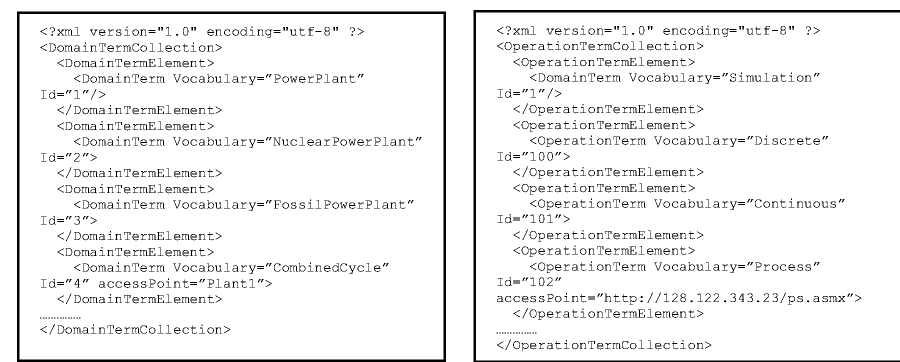 <?xml version="1.0" encoding="utf-8" ?>
<DomainTermCollection>
<DomainTermElement>
<DomainTerm Vocabulary=”PowerPlant”
Id=”1”/>
</DomainTermElement>
<DomainTermElement>
<DomainTerm Vocabulary=”NuclearPowerPlant”
Id=”2”>
</DomainTermElement>
<DomainTermElement>
<DomainTerm Vocabulary=”FossilPowerPlant”
Id=”3”>
</DomainTermElement>
<DomainTermElement>
<DomainTerm Vocabulary=”CombinedCycle”
Id=”4” accessPoint=”Plant1”>
</DomainTermElement>
……………
</DomainTermCollection>
<?xml version="1.0" encoding="utf-8" ?>
<OperationTermCollection>
<OperationTermElement>
<DomainTerm Vocabulary=”Simulation”
Id=”1”/>
</OperationTermElement>
<OperationTermElement>
<OperationTerm Vocabulary=”Discrete”
Id=”100”>
</OperationTermElement>
<OperationTermElement>
<OperationTerm Vocabulary=”Continuous”
Id=”101”>
</OperationTermElement>
<OperationTermElement>
<OperationTerm Vocabulary=”Process”
Id=”102”
accessPoint=”http://128.122.343.23/ps.asmx”>
</OperationTermElement>
……………
</OperationTermCollection>